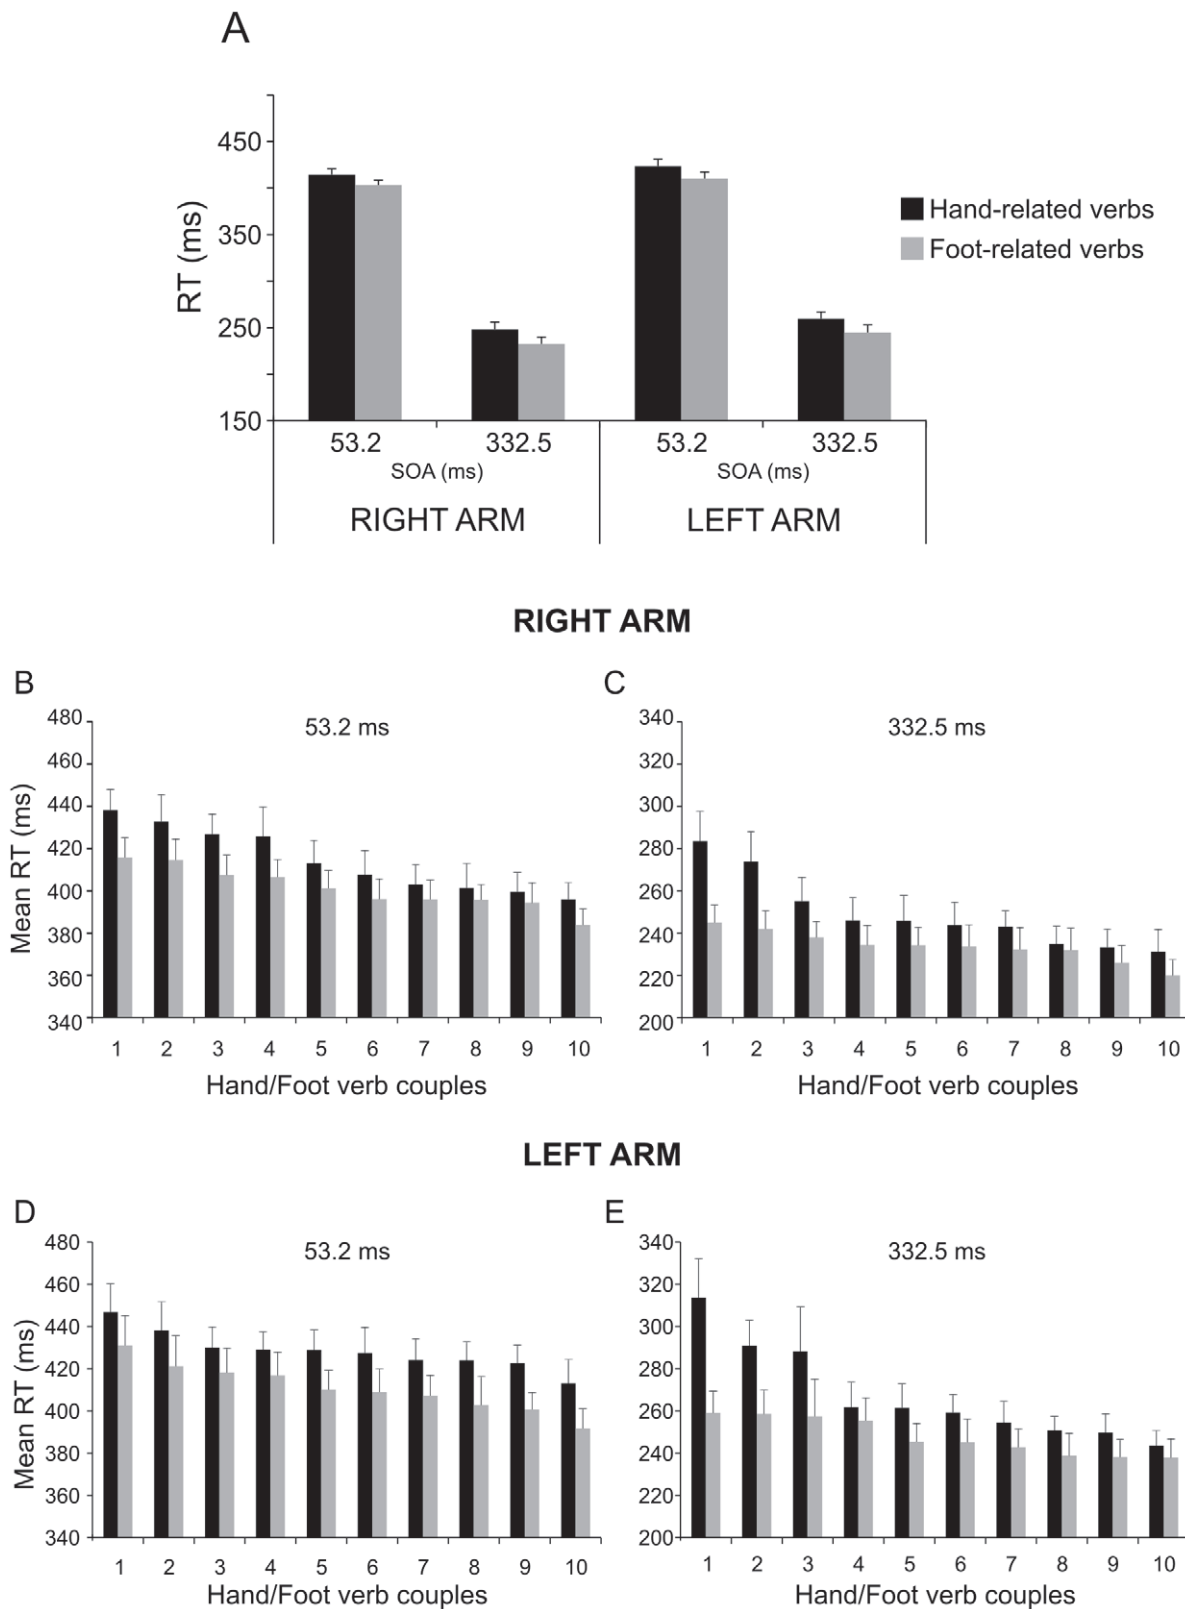 A
RT (ms)
450
350
250
150
Hand-related verbs
Foot-related verbs
53.2 332.5 53.2 332.5
SOA (ms) SOA (ms)
RIGHT ARM LEFT ARM
RIGHT ARM
B
53.2 ms
Mean RT (ms)
480
460
440
420
400
380
360
340
1 2 3 4 5 6 7 8 9 10
Hand/Foot verb couples
C
332.5 ms
340
320
300
280
260
240
220
200
1 2 3 4 5 6 7 8 9 10
Hand/Foot verb couples
LEFT ARM
D
53.2 ms
Mean RT (ms)
480
460
440
420
400
380
360
340
1 2 3 4 5 6 7 8 9 10
Hand/Foot verb couples
E
332.5 ms
340
320
300
280
260
240
220
200
1 2 3 4 5 6 7 8 9 10
Hand/Foot verb couples